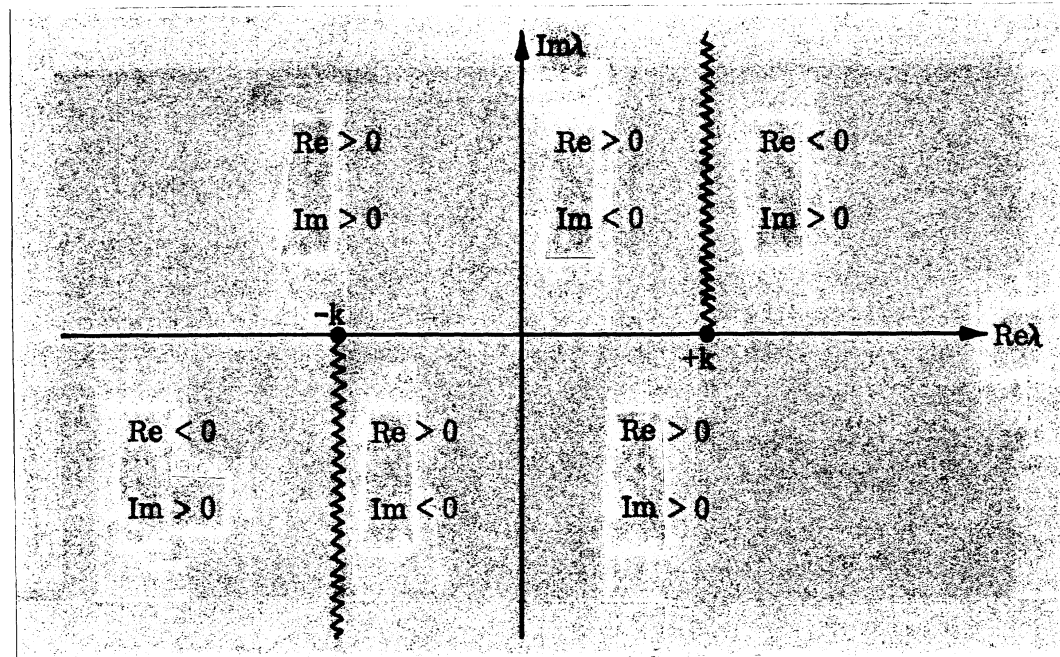 Imλ
Re > 0 Re > 0 Re < 0
Im > 0 Im < 0 Im > 0
-k
+k
Reλ
Re < 0 Re > 0 Re > 0
Im > 0 Im < 0 Im > 0